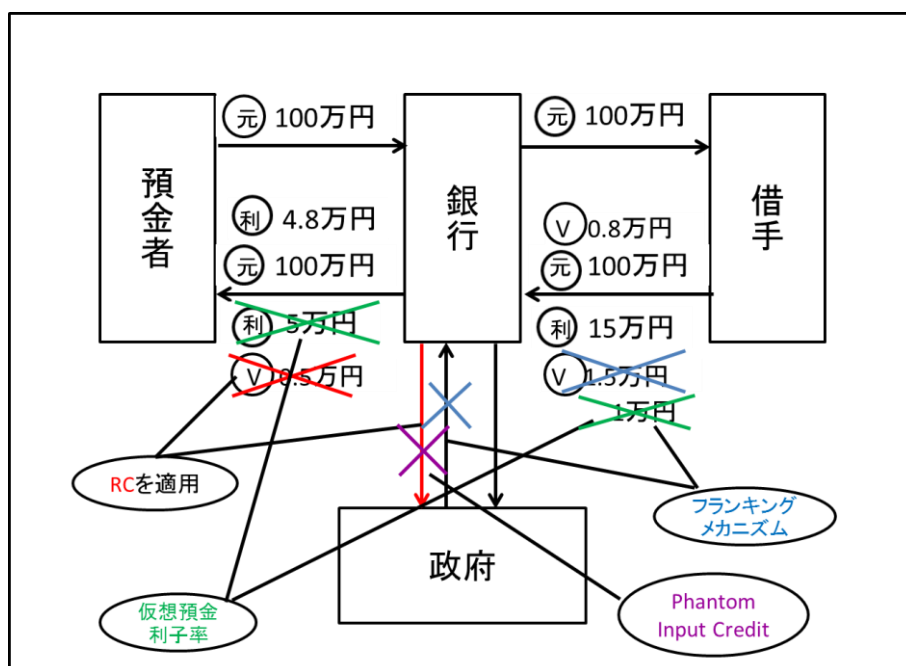 元 100万円
元 100万円
預金者
銀行
借手
利 4.8万円
V 0.8万円
元 100万円
元 100万円
利 5万円
利 15万円
V 0.5万円
V 1.5万円
1万円
RCを適用
フランキング
メカニズム
政府
仮想預金
利子率
Phantom
Input Credit